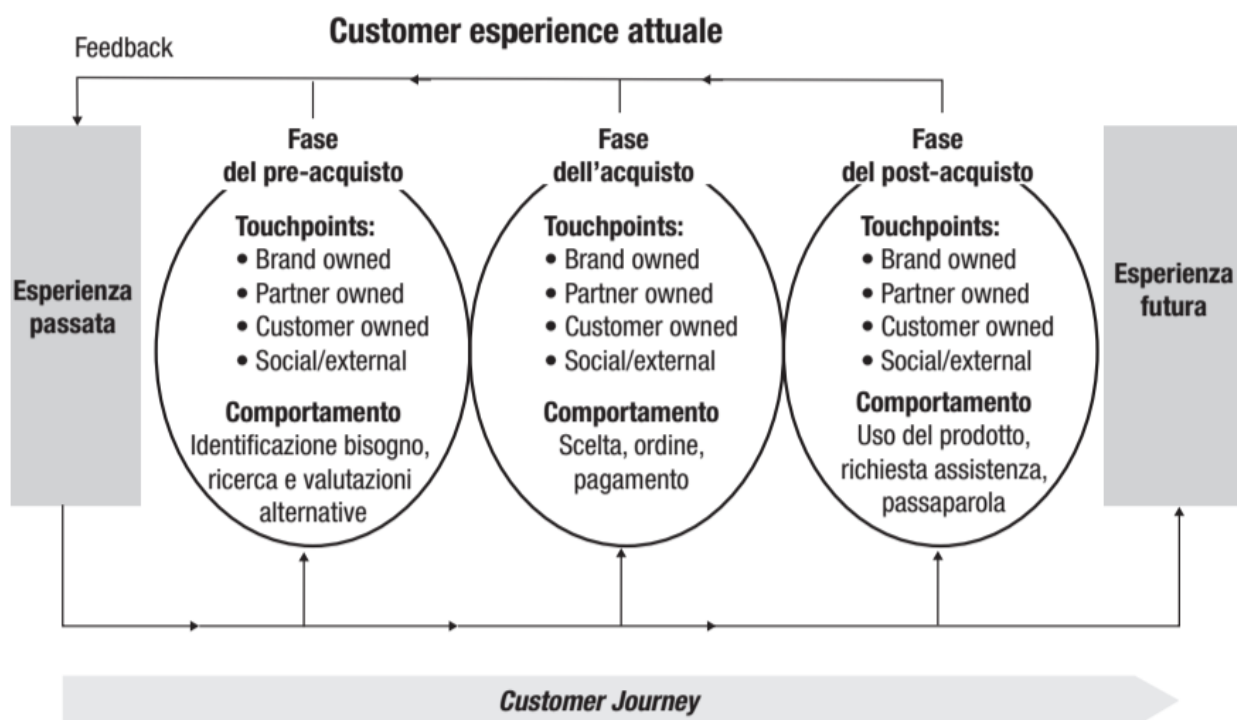 Customer esperience attuale
Feedback
Esperienza
passata
Fase
del pre-acquisto
Touchpoints:
• Brand owned
• Partner owned
• Customer owned
• Social/external
Comportamento
Identificazione bisogno,
ricerca e valutazioni
alternative
Fase
dell'acquisto
Touchpoints:
• Brand owned
• Partner owned
• Customer owned
• Social/external
Comportamento
Scelta, ordine,
pagamento
Fase
del post-acquisto
Touchpoints:
• Brand owned
• Partner owned
• Customer owned
• Social/external
Comportamento
Uso del prodotto,
richiesta assistenza,
passaparola
Esperienza
futura
Customer Journey